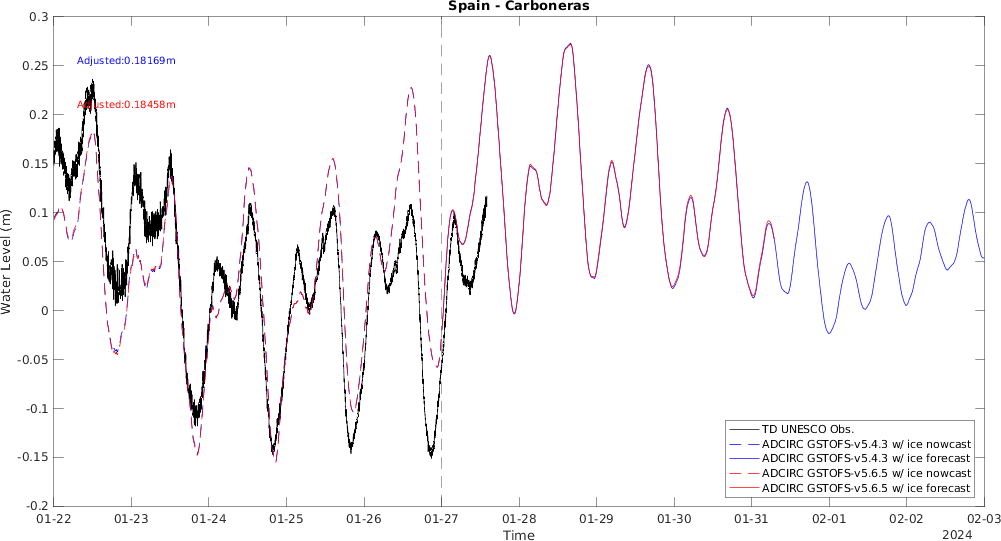 Spain - Carboneras
0.3
0.25
0.2
0.15
0.1
0.05
0
-0.05
-0.1
-0.15
-0.2
Water Level (m)
Adjusted:0.18169m
Adjusted:0.18458m
TD UNESCO Obs.
ADCIRC GSTOFS-v5.4.3 w/ ice nowcast
ADCIRC GSTOFS-v5.4.3 w/ ice forecast
ADCIRC GSTOFS-v5.6.5 w/ ice nowcast
ADCIRC GSTOFS-v5.6.5 w/ ice forecast
01-22 01-23 01-24 01-25 01-26 01-27 01-28 01-29 01-30 01-31 02-01 02-02 02-03
Time
2024